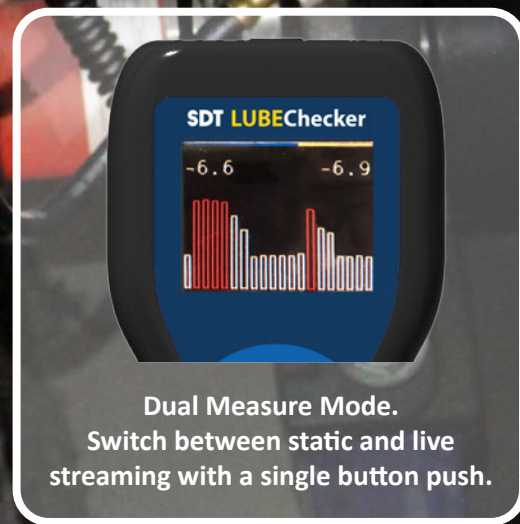 SDT LUBEChecker
-6.6 -6.9
Dual Measure Mode.
Switch between static and live
streaming with a single button push.